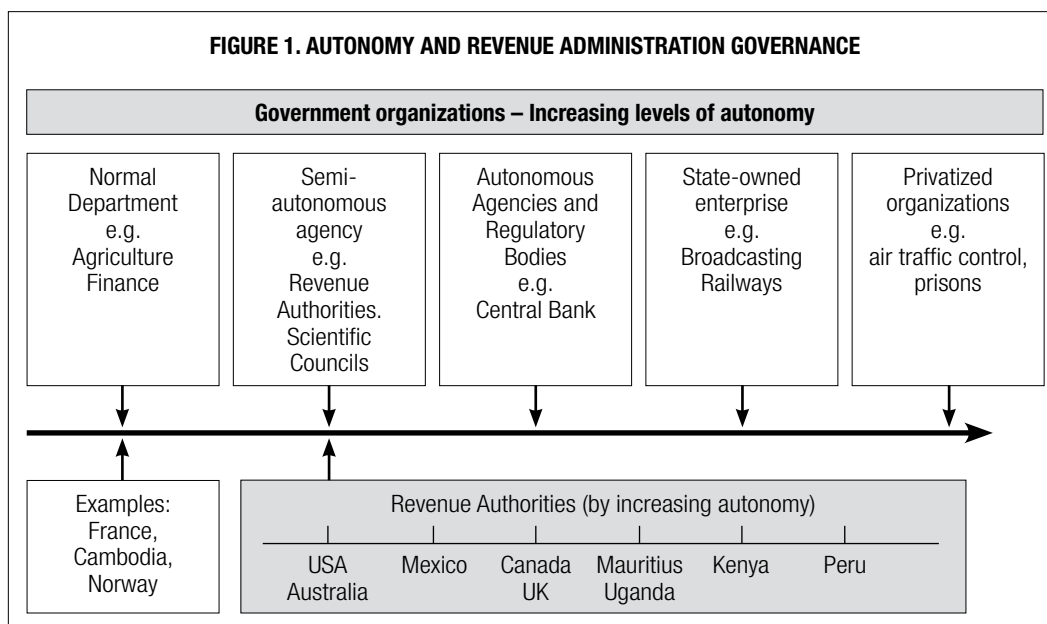 FIGURE 1. AUTONOMY AND REVENUE ADMINISTRATION GOVERNANCE
Government organizations – Increasing levels of autonomy
Normal
Department
e.g.
Agriculture
Finance
Semi-
autonomous
agency
e.g.
Revenue
Authorities.
Scientific
Councils
Autonomous
Agencies and
Regulatory
Bodies
e.g.
Central Bank
State-owned
enterprise
e.g.
Broadcasting
Railways
Privatized
organizations
e.g.
air traffic control,
prisons
Examples:
France,
Cambodia,
Norway
Revenue Authorities (by increasing autonomy)
USA
Australia
Mexico
Canada
UK
Mauritius
Uganda
Kenya
Peru